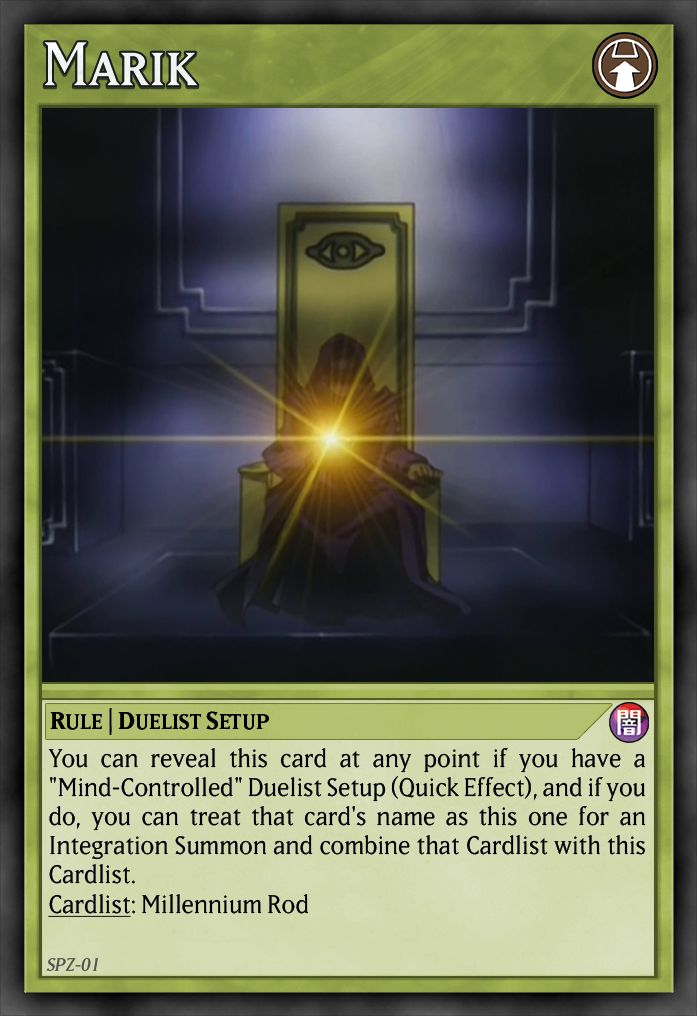 Marik
Rule | Duelist Setup
闇
You can reveal this card at any point if you have a
"Mind-Controlled" Duelist Setup (Quick Effect), and if you
do, you can treat that card's name as this one for an
Integration Summon and combine that Cardlist with this
Cardlist.
Cardlist: Millennium Rod
SPZ-01